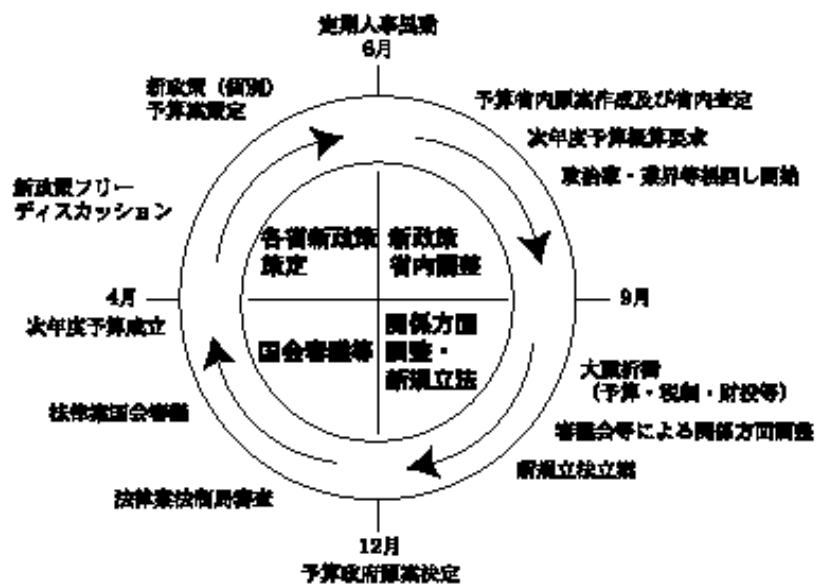 定期人事異動
6月
新政策（個別）
予算案策定
予算省内原案作成及び省内査定
次年度予算概算要求
政治家・業界等根回し開始
新政策フリー
ディスカッション
各省新政策
策定
新政策
省内調整
4月
9月
次年度予算成立
国会審議等
関係方面
調整・
新規立法
大蔵折衝
（予算・税制・財投等）
法律案国会審議
審議会等による関係方面調整
新規立法立案
法律案法制局審査
12月
予算政府原案決定